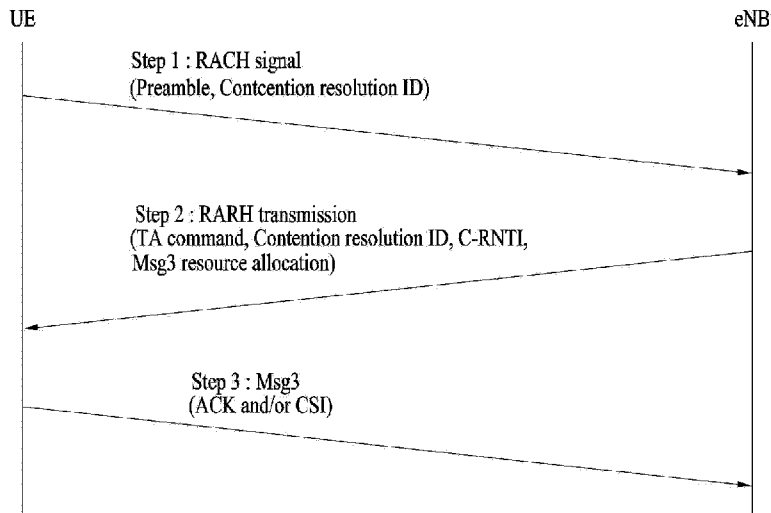 UE
eNB
Step 1 : RACH signal
(Preamble, Contcention resolution ID)
Step 2 : RARH transmission
(TA command, Contention resolution ID, C-RNTI,
Msg3 resource allocation)
Step 3 : Msg3
(ACK and/or CSI)